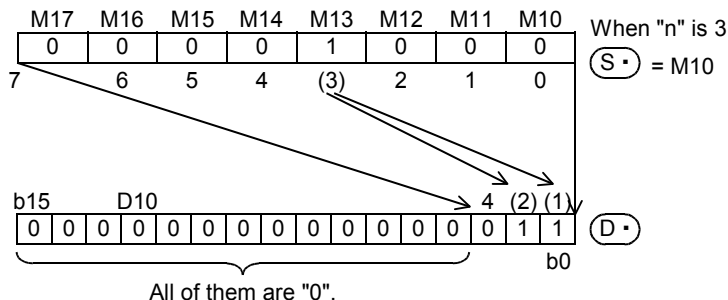 M17 M16 M15 M14 M13 M12 M11 M10 When "n" is 3
0 0 0 0 1 0 0 0 S· = M10
7 6 5 4 (3) 2 1 0
b15 D10 4 (2) (1)
0 0 0 0 0 0 0 0 0 0 0 0 0 0 0 1 1 D·
b0
All of them are "0".